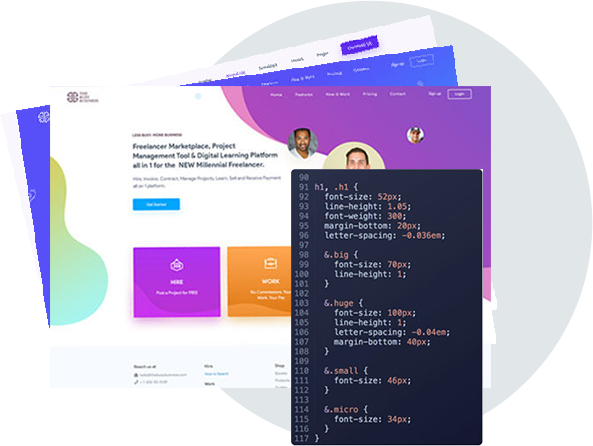 Contact Us
Login
THE
BUSY
BUSINESS
Home Features How it Work Pricing Contact Sign up Login
LESS BUSY. MORE BUSINESS
Freelancer Marketplace, Project
Management Tool & Digital Learning Platform
all in 1 for the NEW Millennial Freelancer.
Hire, Invoice, Contract, Manage Projects, Learn, Sell and Receive Payment
all on 1 platform.
Get Started
HIRE
Post a Project for FREE
WORK
No Commissions. Your
Work, Your Pay
Reach us at
Hire
How to Search
Work
Shop
90
91 h1, .h1 {
92 font-size: 52px;
93 line-height: 1.05;
94 font-weight: 300;
95 margin-bottom: 20px;
96 letter-spacing: -0.036em;
97
98 &.big {
99 font-size: 70px;
100 line-height: 1;
101 }
102
103 &.huge {
104 font-size: 100px;
105 line-height: 1;
106 letter-spacing: -0.04em;
107 margin-bottom: 40px;
108 }
109
110 &.small {
111 font-size: 46px;
112 }
113
114 &.micro {
115 font-size: 34px;
116 }
117 }